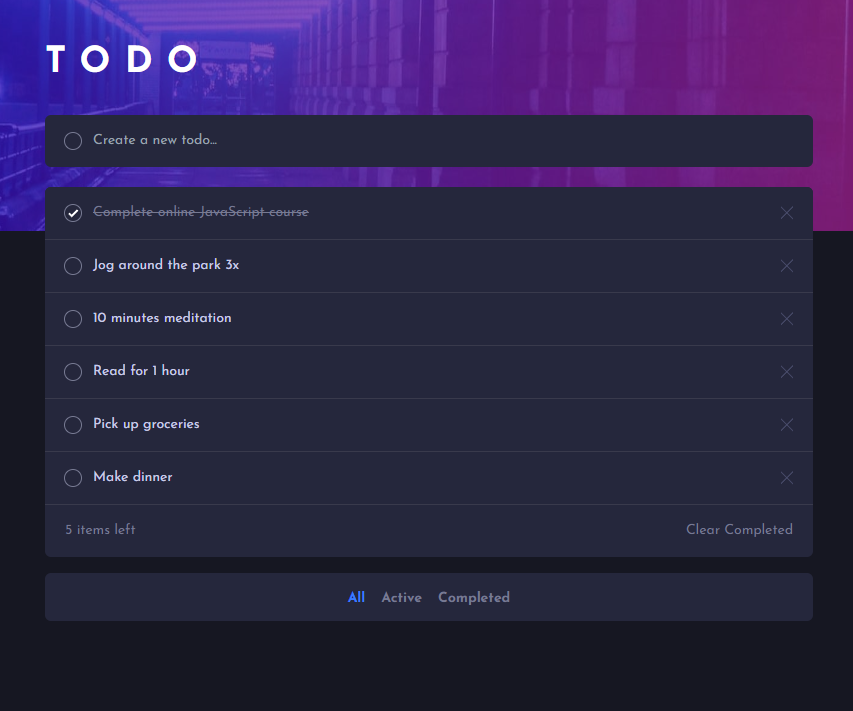 TODO
Create a new todo...
Complete online JavaScript course
Jog around the park 3x
10 minutes meditation
Read for 1 hour
Pick up groceries
Make dinner
5 items left Clear Completed
All Active Completed